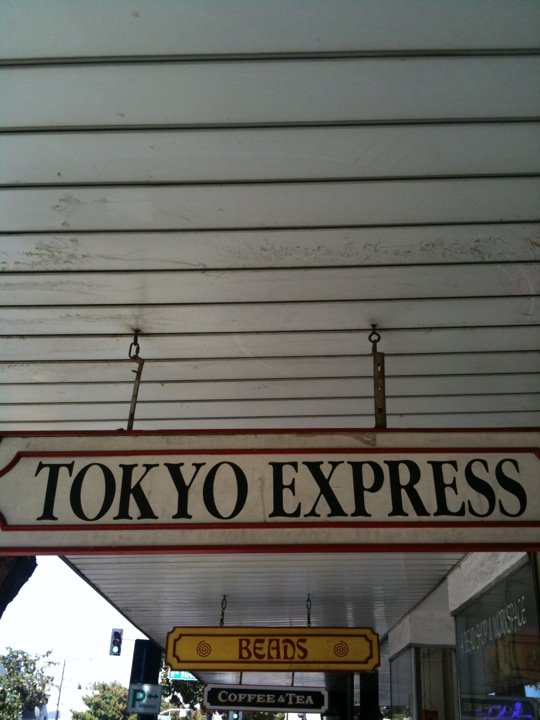 TOKYO EXPRESS
BEADS
COFFEE & TEA
P